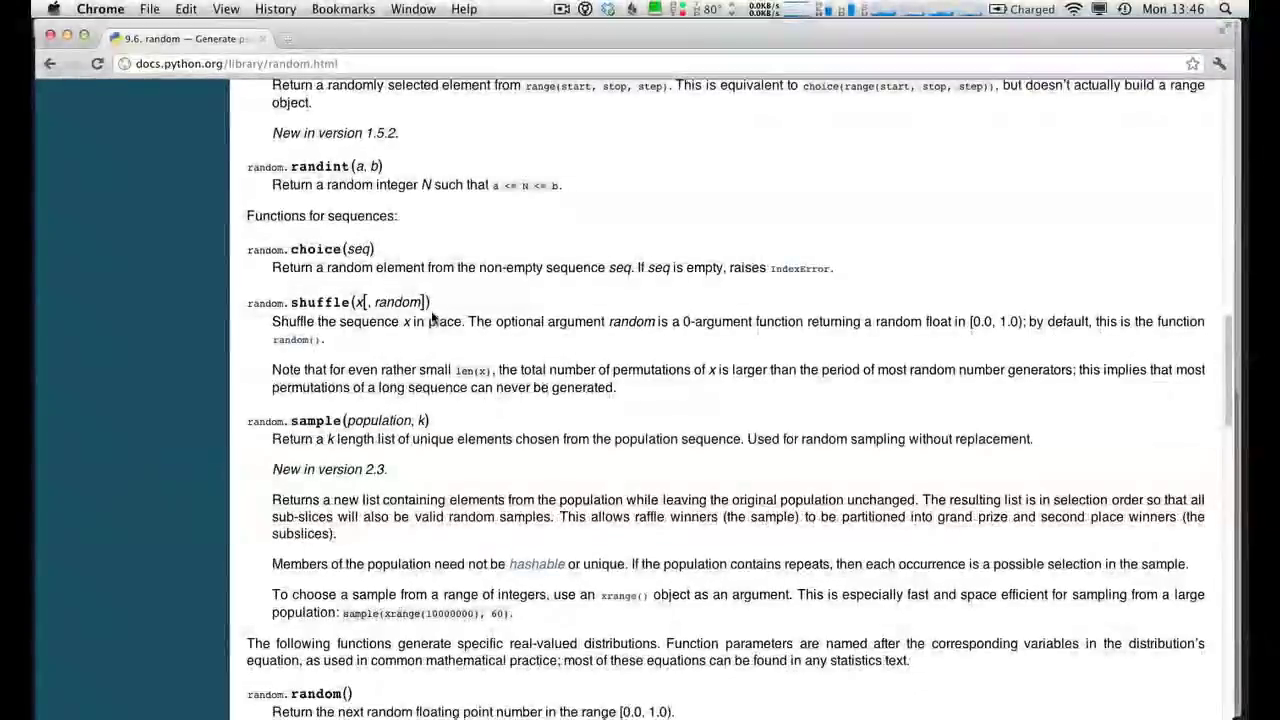 Chrome File Edit View History Bookmarks Window Help 80° 0.0KB/s 0.0KB/s Charged Mon 13:46
9.6. random — Generate ps
docs.python.org/library/random.html
Return a randomly selected element from range(start, stop, step). This is equivalent to choice(range(start, stop, step)), but doesn't actually build a range
object.
New in version 1.5.2.
random.randint(a, b)
Return a random integer N such that a <= N <= b.
Functions for sequences:
random.choice(seq)
Return a random element from the non-empty sequence seq. If seq is empty, raises IndexError.
random.shuffle(x[, random])
Shuffle the sequence x in place. The optional argument random is a 0-argument function returning a random float in [0.0, 1.0); by default, this is the function
random().
Note that for even rather small len(x), the total number of permutations of x is larger than the period of most random number generators; this implies that most
permutations of a long sequence can never be generated.
random.sample(population, k)
Return a k length list of unique elements chosen from the population sequence. Used for random sampling without replacement.
New in version 2.3.
Returns a new list containing elements from the population while leaving the original population unchanged. The resulting list is in selection order so that all
sub-slices will also be valid random samples. This allows raffle winners (the sample) to be partitioned into grand prize and second place winners (the
subslices).
Members of the population need not be hashable or unique. If the population contains repeats, then each occurrence is a possible selection in the sample.
To choose a sample from a range of integers, use an xrange() object as an argument. This is especially fast and space efficient for sampling from a large
population: sample(xrange(10000000), 60).
The following functions generate specific real-valued distributions. Function parameters are named after the corresponding variables in the distribution's
equation, as used in common mathematical practice; most of these equations can be found in any statistics text.
random.random()
Return the next random floating point number in the range [0.0, 1.0).